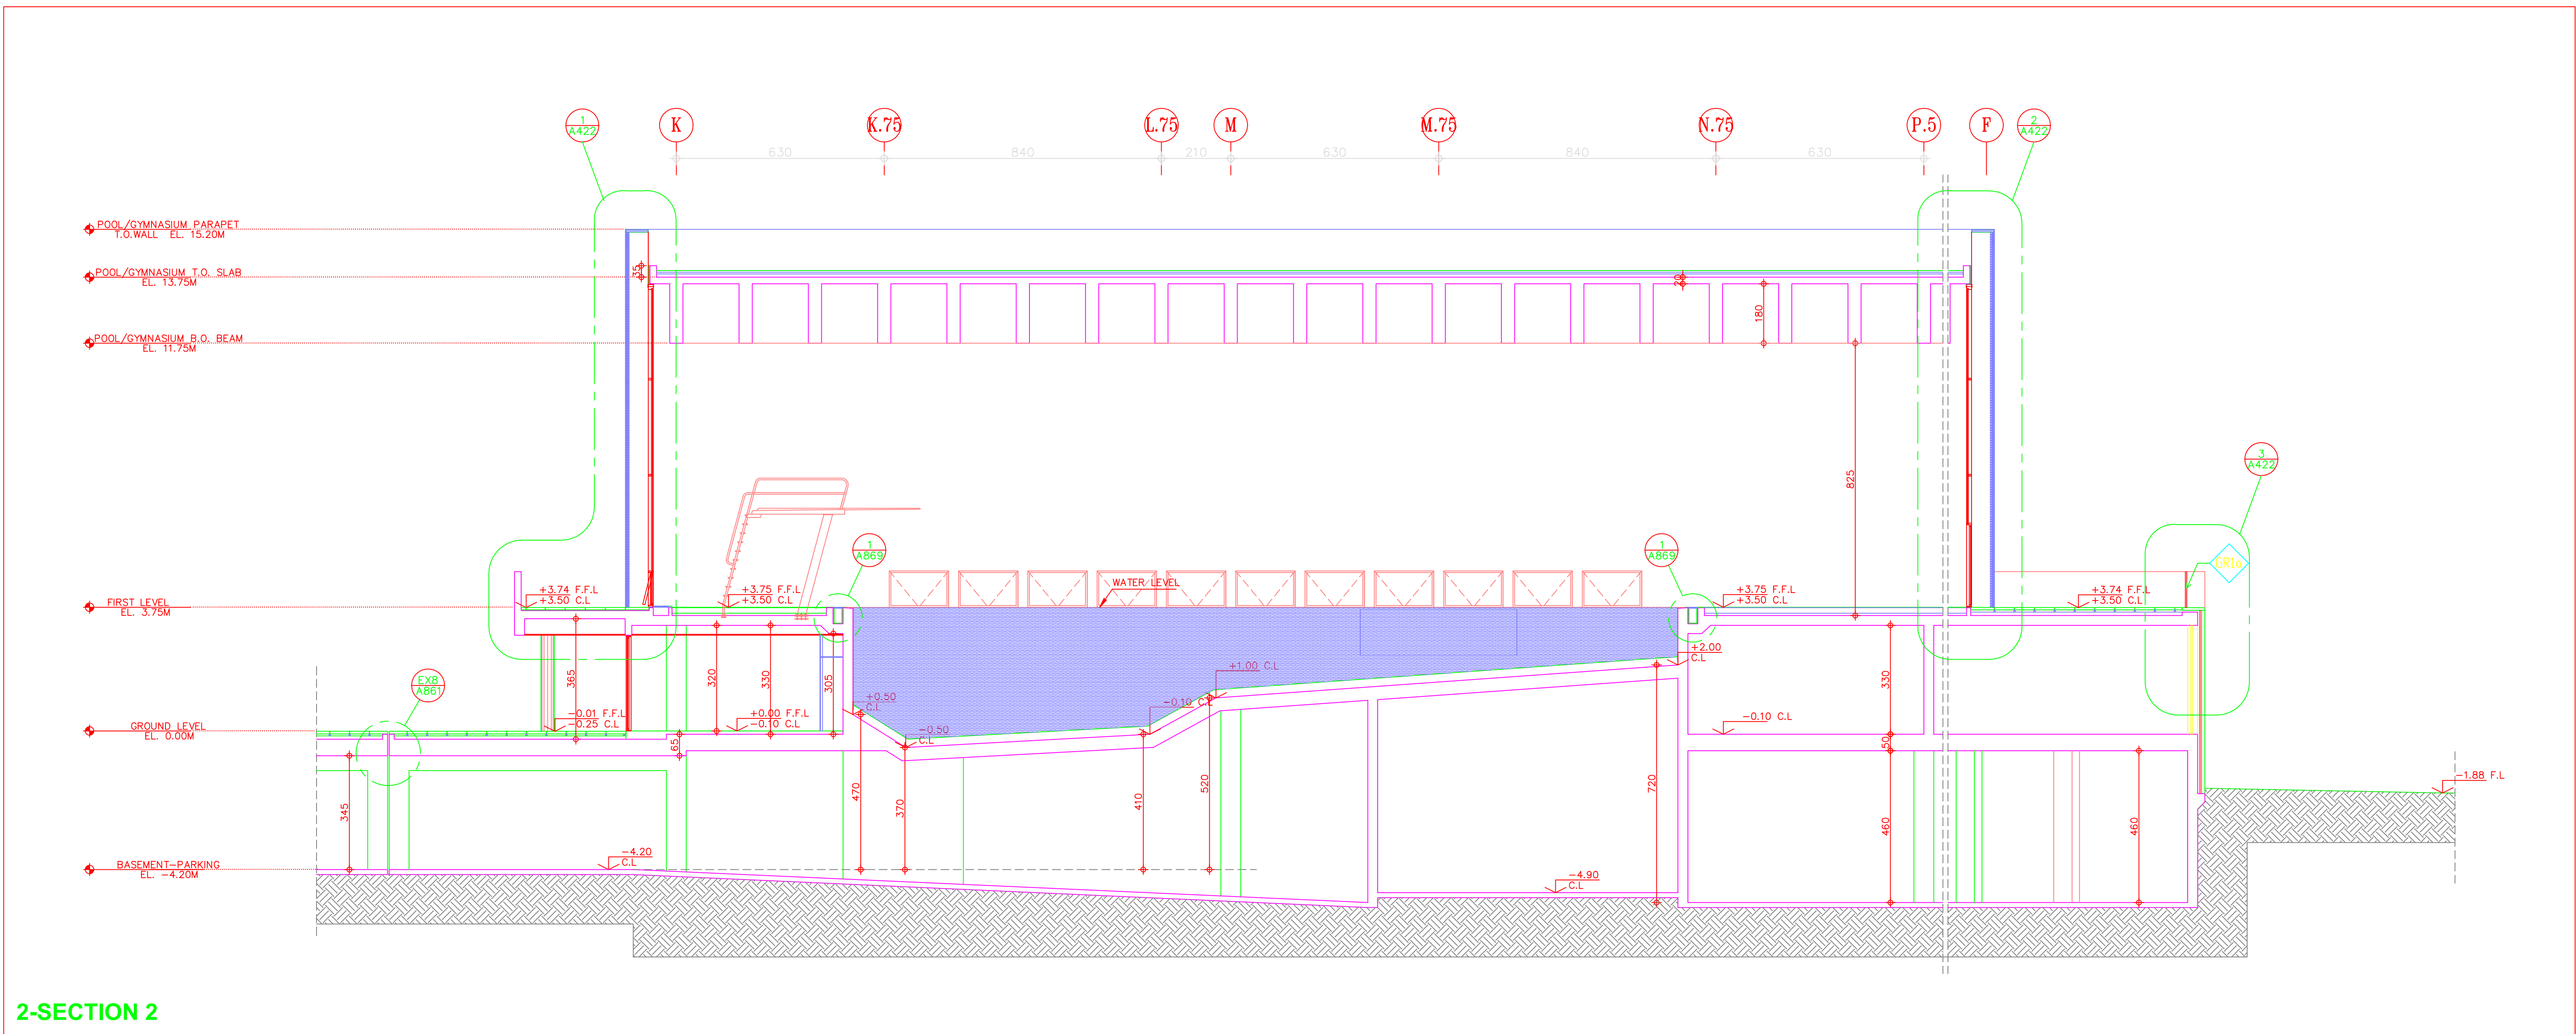 1
A422
K
K.75
L.75
M
M.75
N.75
P.5
F
2
A422
630
840
210
630
840
630
POOL/GYMNASIUM PARAPET
T.O.WALL EL. 15.20M
POOL/GYMNASIUM T.O. SLAB
EL. 13.75M
35
20
POOL/GYMNASIUM B.O. BEAM
EL. 11.75M
180
825
3
A422
1
A869
1
A869
GR16
WATER LEVEL
FIRST LEVEL
EL. 3.75M
+3.74 F.F.L
+3.50 C.L
+3.75 F.F.L
+3.50 C.L
+3.75 F.F.L
+3.50 C.L
+3.74 F.F.L
+3.50 C.L
365
320
330
305
330
+1.00 C.L
+2.00
C.L
EX8
A861
+0.50
C.L
-0.10 C.L
-0.01 F.F.L
-0.25 C.L
+0.00 F.F.L
-0.10 C.L
-0.10 C.L
GROUND LEVEL
EL. 0.00M
-0.50
C.L
65
50
345
470
370
410
520
720
460
460
-1.88 F.L
BASEMENT-PARKING
EL. -4.20M
-4.20
C.L
-4.90
C.L
2-SECTION 2